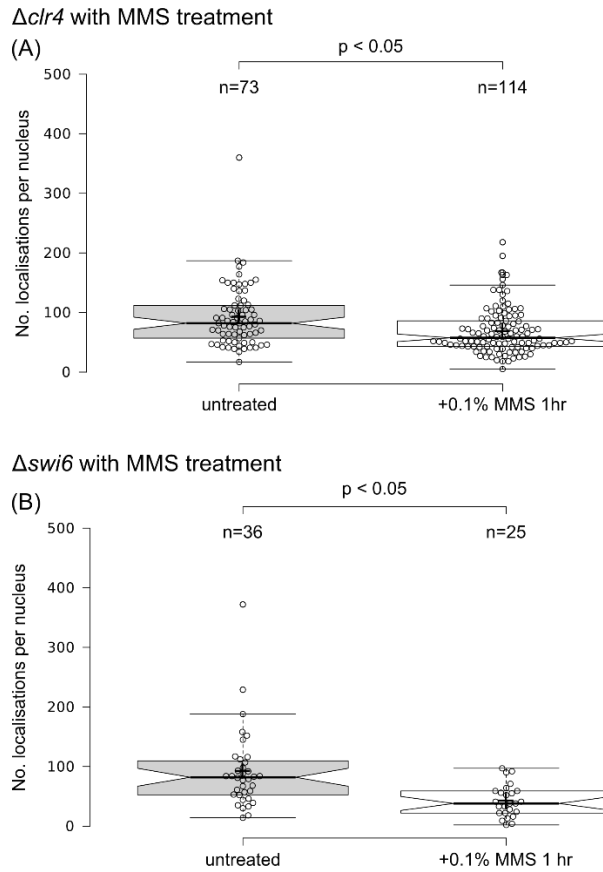 Δclr4 with MMS treatment
(A)
p < 0.05
n=73 n=114
500
400
300
200
100
0
No. localisations per nucleus
untreated +0.1% MMS 1hr
Δswi6 with MMS treatment
(B)
p < 0.05
n=36 n=25
500
400
300
200
100
0
No. localisations per nucleus
untreated +0.1% MMS 1 hr